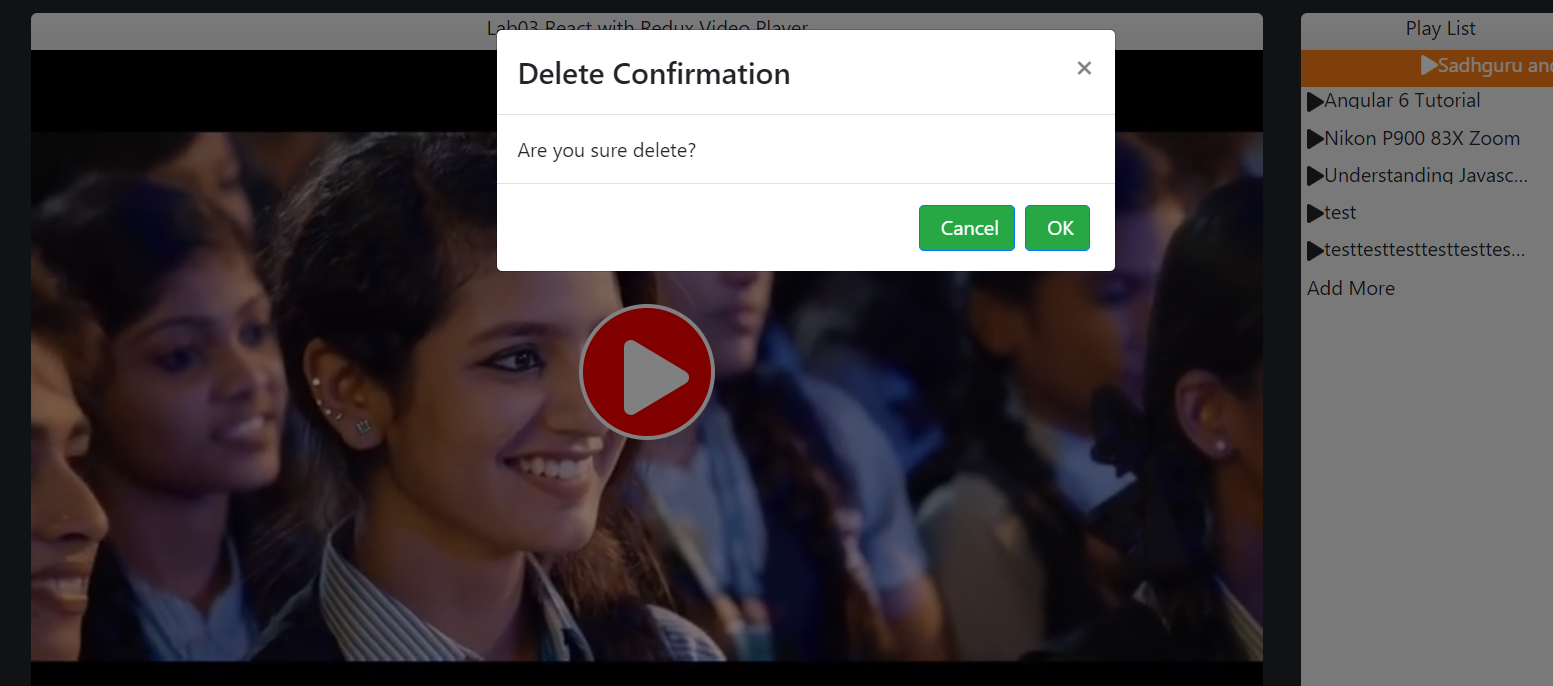 Lab03 React with Redux Video Player
Delete Confirmation
×
Are you sure delete?
Cancel
OK
Play List
Sadhguru and
Angular 6 Tutorial
Nikon P900 83X Zoom
Understanding Javasc...
test
testtesttesttesttesttes...
Add More